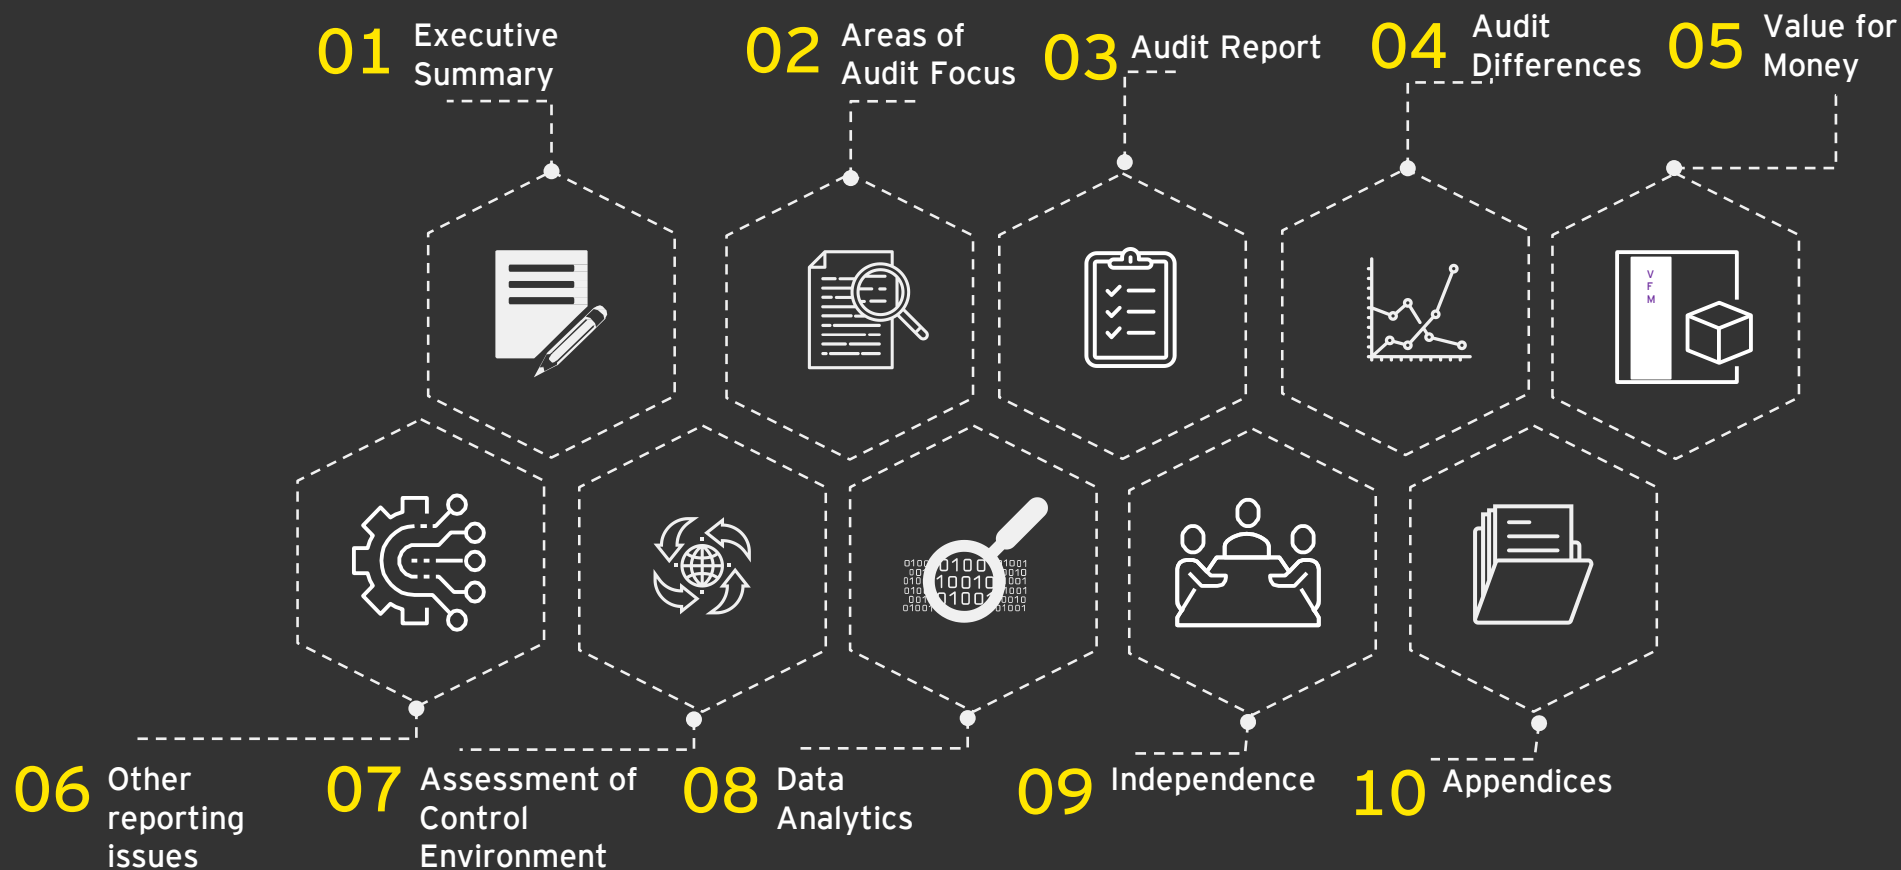 01 Executive
Summary
02 Areas of
Audit Focus
03 Audit Report
04 Audit
Differences
05 Value for
Money
V
F
M
06 Other
reporting
issues
07 Assessment of
Control
Environment
08 Data
Analytics
09 Independence
10 Appendices